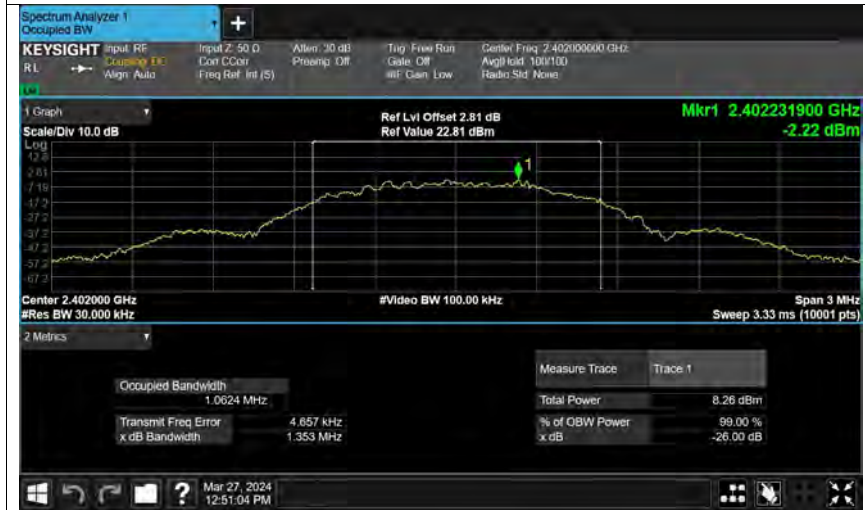 Spectrum Analyzer 1
Occupied BW
+
KEYSIGHT Input: RF Input Z: 50 Ω Atten: 30 dB Trig: Free Run Center Freq: 2.402000000 GHz
RL Coupling: DC Corr CCorr Preamp: Off Gate: Off Avg|Hold: 100/100
Align: Auto Freq Ref: Int (S) #IF Gain: Low Radio Std: None
1 Graph
Ref Lvl Offset 2.81 dB Mkr1 2.402231900 GHz
Scale/Div 10.0 dB Ref Value 22.81 dBm -2.22 dBm
Log
12.8
2.81
-7.19
-17.2
-27.2
-37.2
-47.2
-57.2
-67.2
1
Center 2.402000 GHz #Video BW 100.00 kHz Span 3 MHz
#Res BW 30.000 kHz Sweep 3.33 ms (10001 pts)
2 Metrics
Measure Trace Trace 1
Occupied Bandwidth
1.0624 MHz Total Power 8.26 dBm
Transmit Freq Error 4.657 kHz % of OBW Power 99.00 %
x dB Bandwidth 1.353 MHz x dB -26.00 dB
? Mar 27, 2024
12:51:04 PM